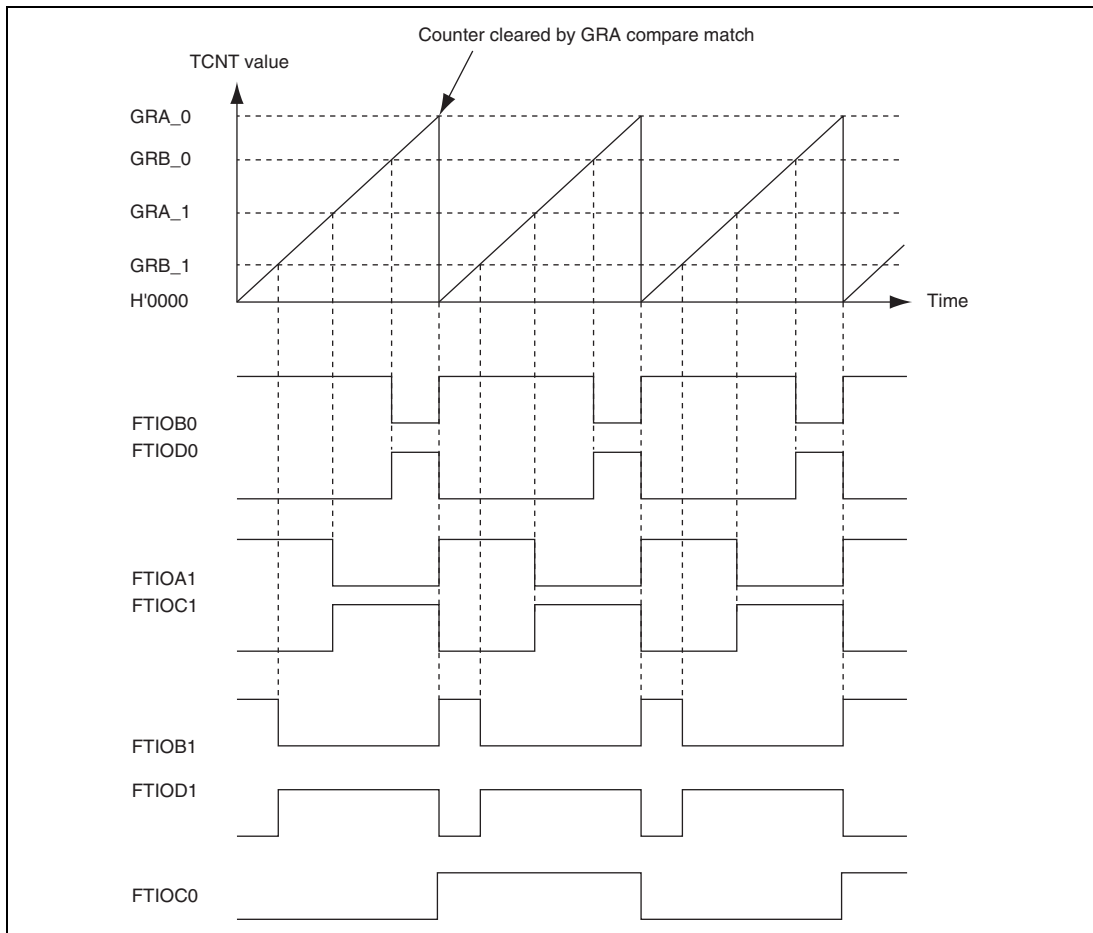 Counter cleared by GRA compare match
TCNT value
GRA_0
GRB_0
GRA_1
GRB_1
H'0000
Time
FTIOB0
FTIOD0
FTIOA1
FTIOC1
FTIOB1
FTIOD1
FTIOC0